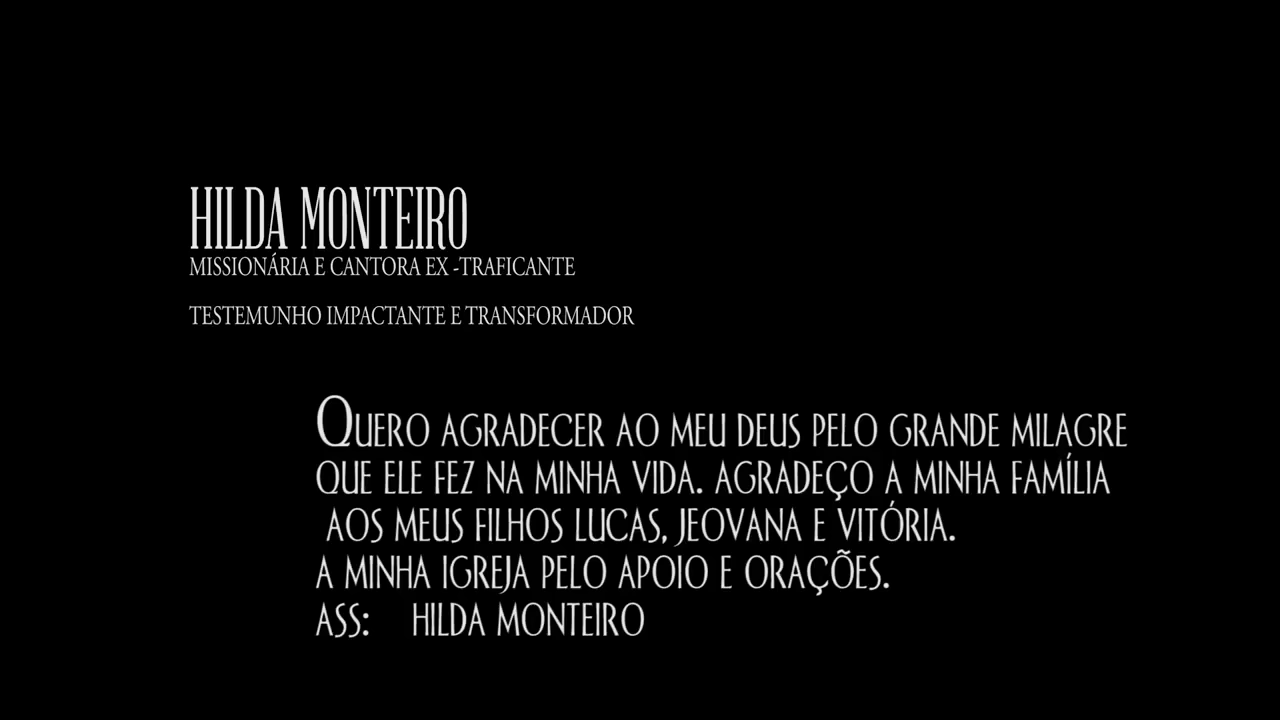 HILDA MONTEIRO
MISSIONÁRIA E CANTORA EX -TRAFICANTE
TESTEMUNHO IMPACTANTE E TRANSFORMADOR
QUERO AGRADECER AO MEU DEUS PELO GRANDE MILAGRE
QUE ELE FEZ NA MINHA VIDA. AGRADEÇO A MINHA FAMÍLIA
AOS MEUS FILHOS LUCAS, JEOVANA E VITÓRIA.
A MINHA IGREJA PELO APOIO E ORAÇÕES.
ASS: HILDA MONTEIRO